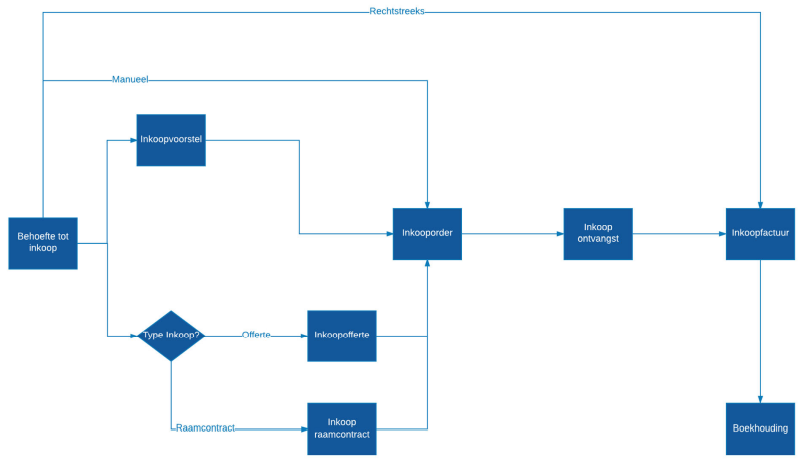 Rechtstreeks
Manueel
Inkoopvoorstel
Behoefte tot
inkoop
Inkooporder
Inkoop
ontvangst
Inkoopfactuur
Type Inkoop?
Offerte
Inkoopofferte
Raamcontract
Inkoop
raamcontract
Boekhouding